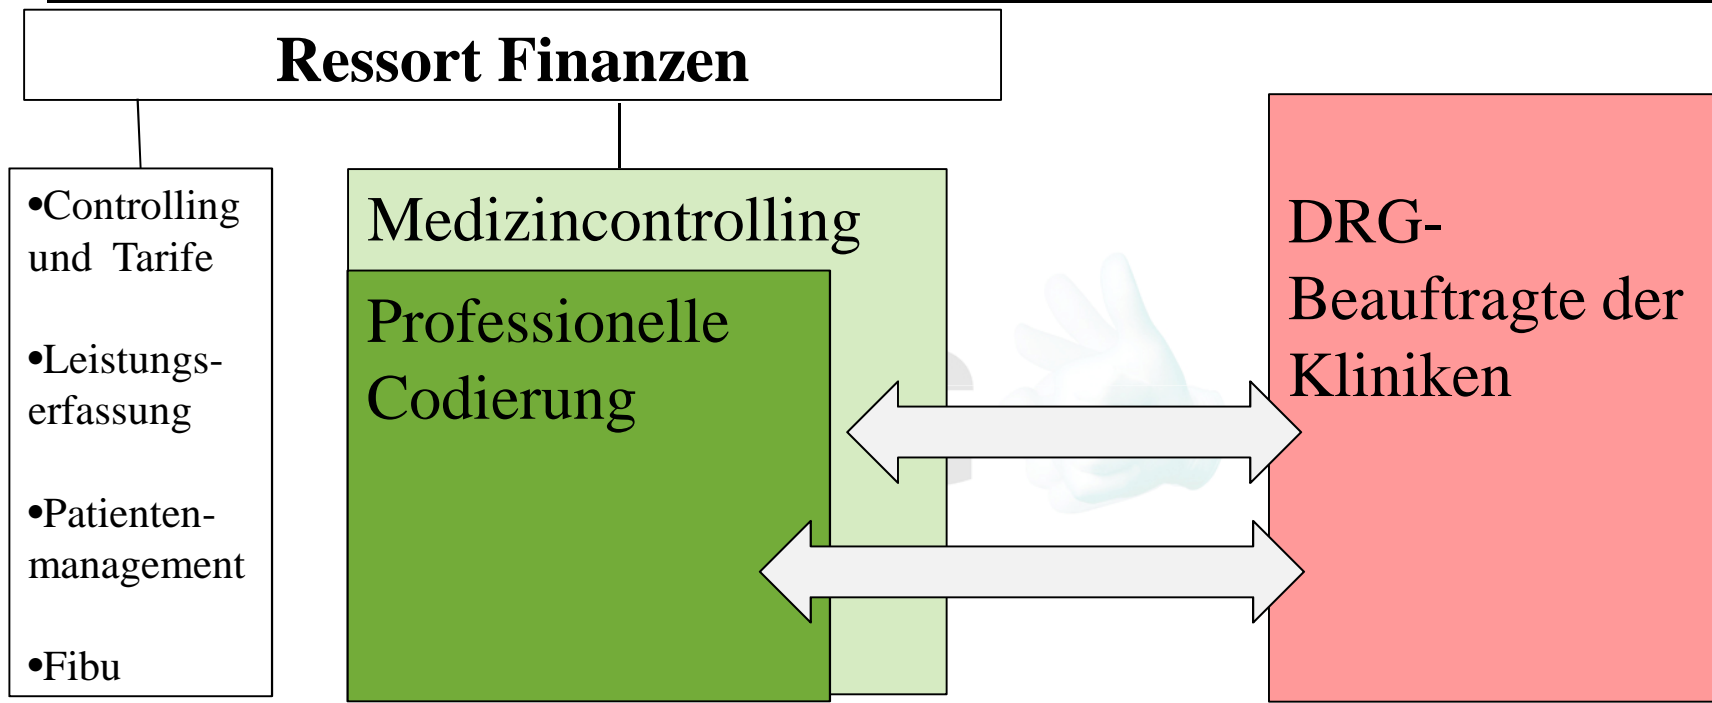 Ressort Finanzen
•Controlling
und Tarife
•Leistungs-
erfassung
•Patienten-
management
•Fibu
Medizincontrolling
Professionelle
Codierung
DRG-
Beauftragte der
Kliniken